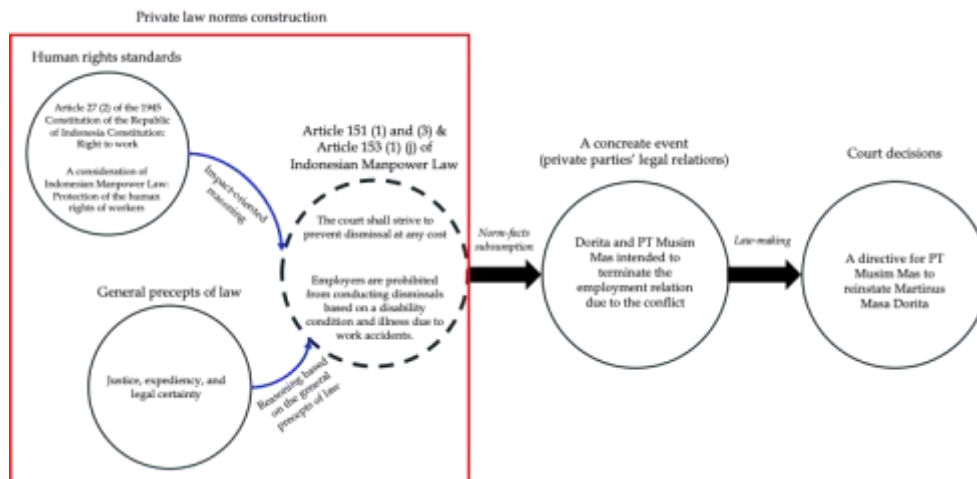 Private law norms construction
Human rights standards
Article 27 (2) of the 1945
Constitution of the Republic
of Indonesia Constitution:
Right to work
A consideration of
Indonesian Manpower Law:
Protection of the human
rights of workers
Impact-oriented
reasoning
General precepts of law
Justice, expediency, and
legal certainty
Reasoning based
on the general
precepts of law
Article 151 (1) and (3) &
Article 153 (1) (j) of
Indonesian Manpower Law
The court shall strive to
prevent dismissal at any cost
Employers are prohibited
from conducting dismissals
based on a disability
condition and illness due to
work accidents.
Norm-facts
subsumption
A concreate event
(private parties' legal relations)
Dorita and PT Musim
Mas intended to
terminate the
employment relation
due to the conflict
Law-making
Court decisions
A directive for PT
Musim Mas to
reinstate Martinus
Masa Dorita